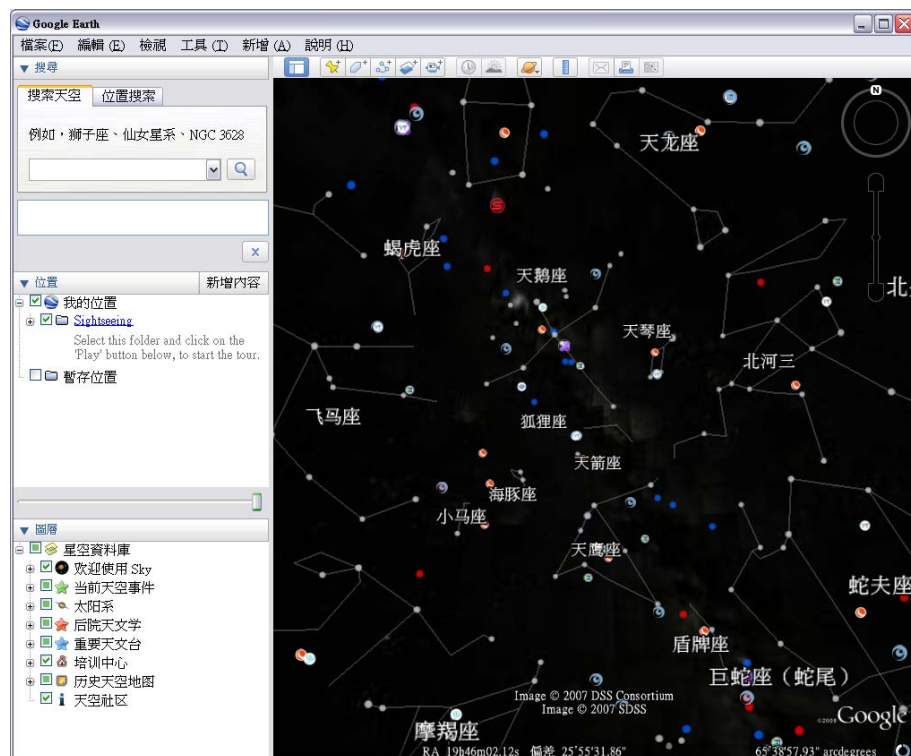 Google Earth
檔案(F) 編輯(E) 檢視 工具(T) 新增(A) 說明(H)
搜尋
搜索天空 位置搜索
例如，獅子座、仙女星系、NGC 3628
位置 新增内容
我的位置
Sightseeing
Select this folder and click on the
'Play' button below, to start the tour.
暫存位置
圖層
星空資料庫
欢迎使用 Sky
当前天空事件
太阳系
后院天文学
重要天文台
培训中心
历史天空地图
天空社区
N
天龙座
蝎虎座
天鹅座
北
天琴座
北河三
飞马座
狐狸座
天箭座
海豚座
小马座
天鹰座
蛇夫座
盾牌座
巨蛇座（蛇尾）
摩羯座
Image © 2007 DSS Consortium
Image © 2007 SDSS
©2009 Google
RA 19h46m02.12s 偏差 25°55'31.86" 65°38'57.93" arcdegrees